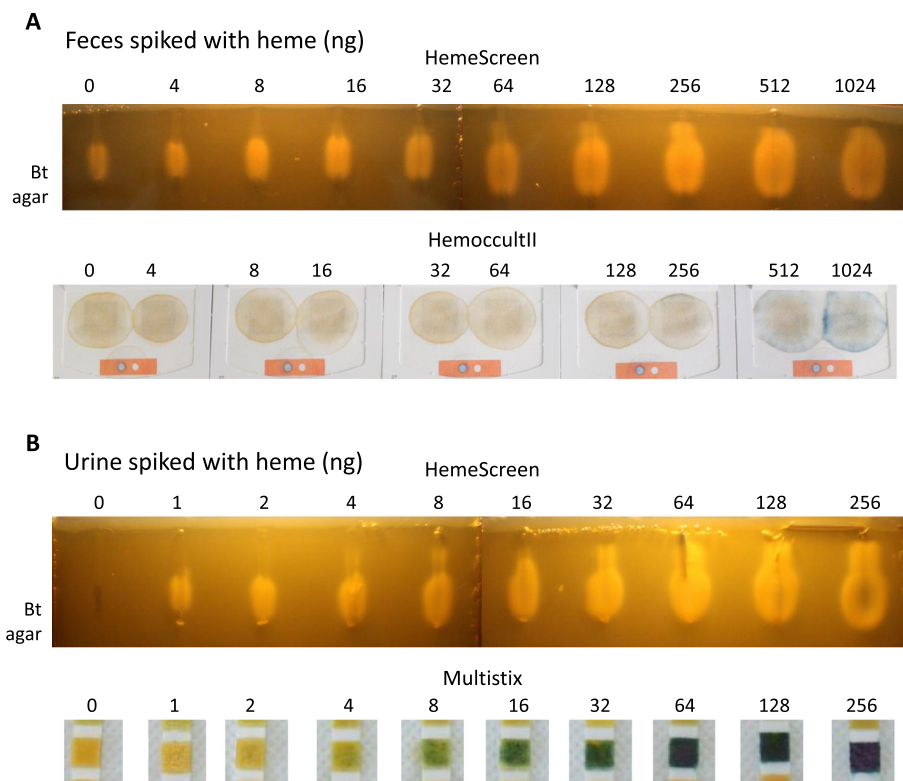 A
Feces spiked with heme (ng)
HemeScreen
0 4 8 16 32 64 128 256 512 1024
Bt
agar
HemoccultII
0 4 8 16 32 64 128 256 512 1024
B
Urine spiked with heme (ng)
HemeScreen
0 1 2 4 8 16 32 64 128 256
Bt
agar
Multistix
0 1 2 4 8 16 32 64 128 256